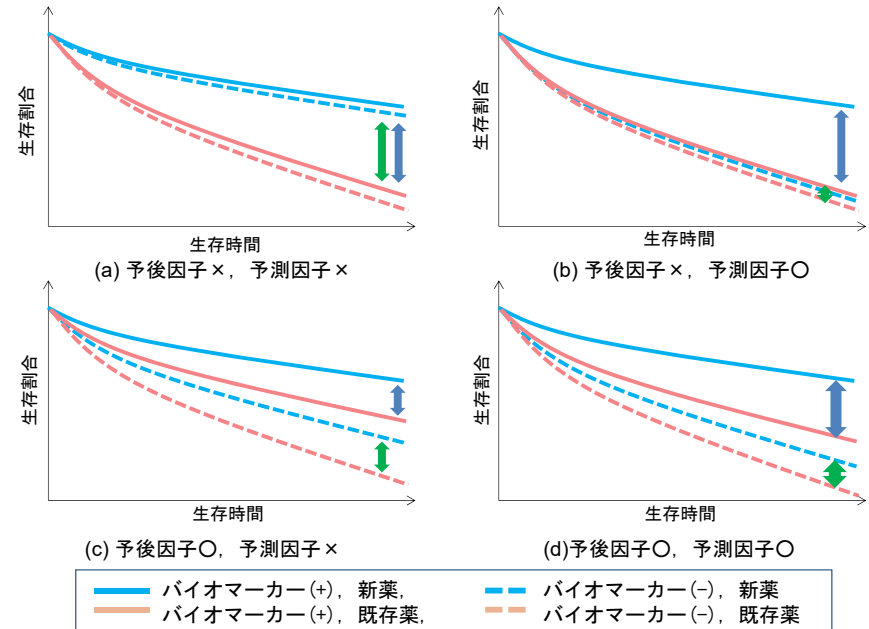 生存割合
生存時間
(a) 予後因子×, 予測因子×
生存割合
生存時間
(b) 予後因子×, 予測因子〇
生存割合
生存時間
(c) 予後因子〇, 予測因子×
生存割合
生存時間
(d)予後因子〇, 予測因子〇
バイオマーカー(+), 新薬,
バイオマーカー(−), 新薬
バイオマーカー(+), 既存薬,
バイオマーカー(−), 既存薬